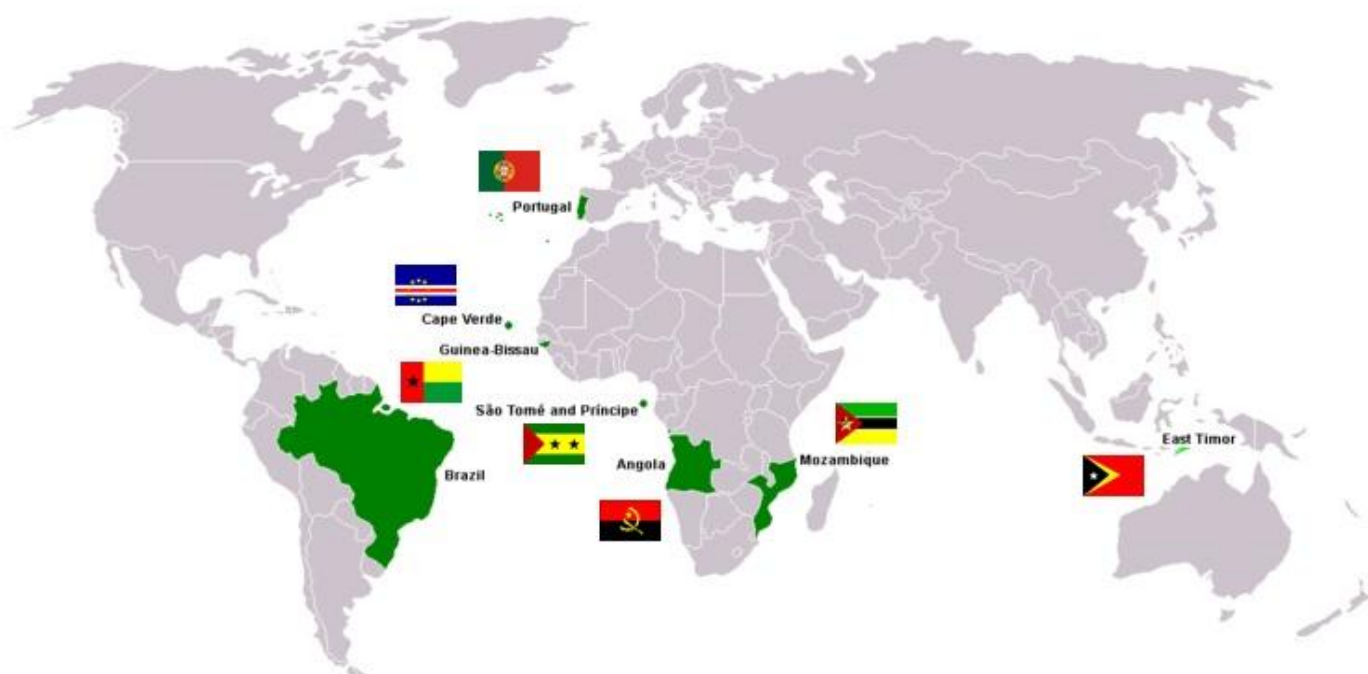 Portugal
Cape Verde
Guinea-Bissau
São Tomé and Príncipe
Brazil
Angola
Mozambique
East Timor